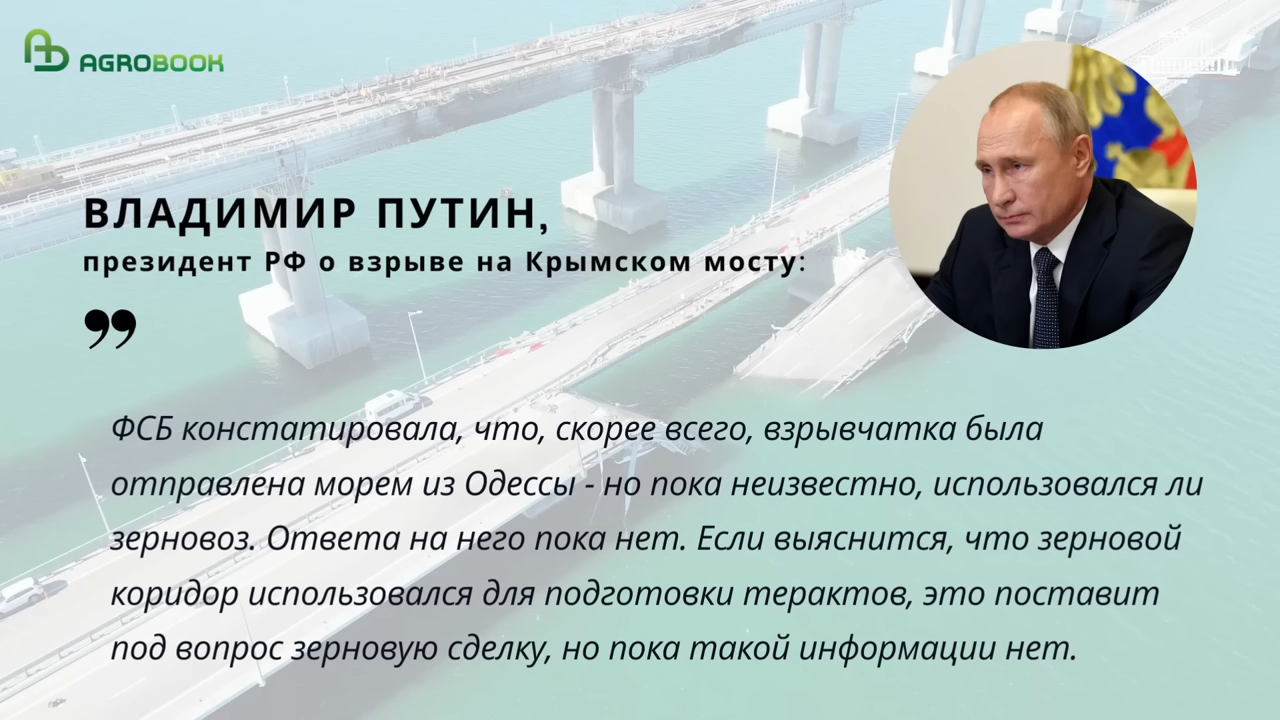 AGROBOOK
ВЛАДИМИР ПУТИН,
президент РФ о взрыве на Крымском мосту:
”
ФСБ констатировала, что, скорее всего, взрывчатка была
отправлена морем из Одессы - но пока неизвестно, использовался ли
зерновоз. Ответа на него пока нет. Если выяснится, что зерновой
коридор использовался для подготовки терактов, это поставит
под вопрос зерновую сделку, но пока такой информации нет.